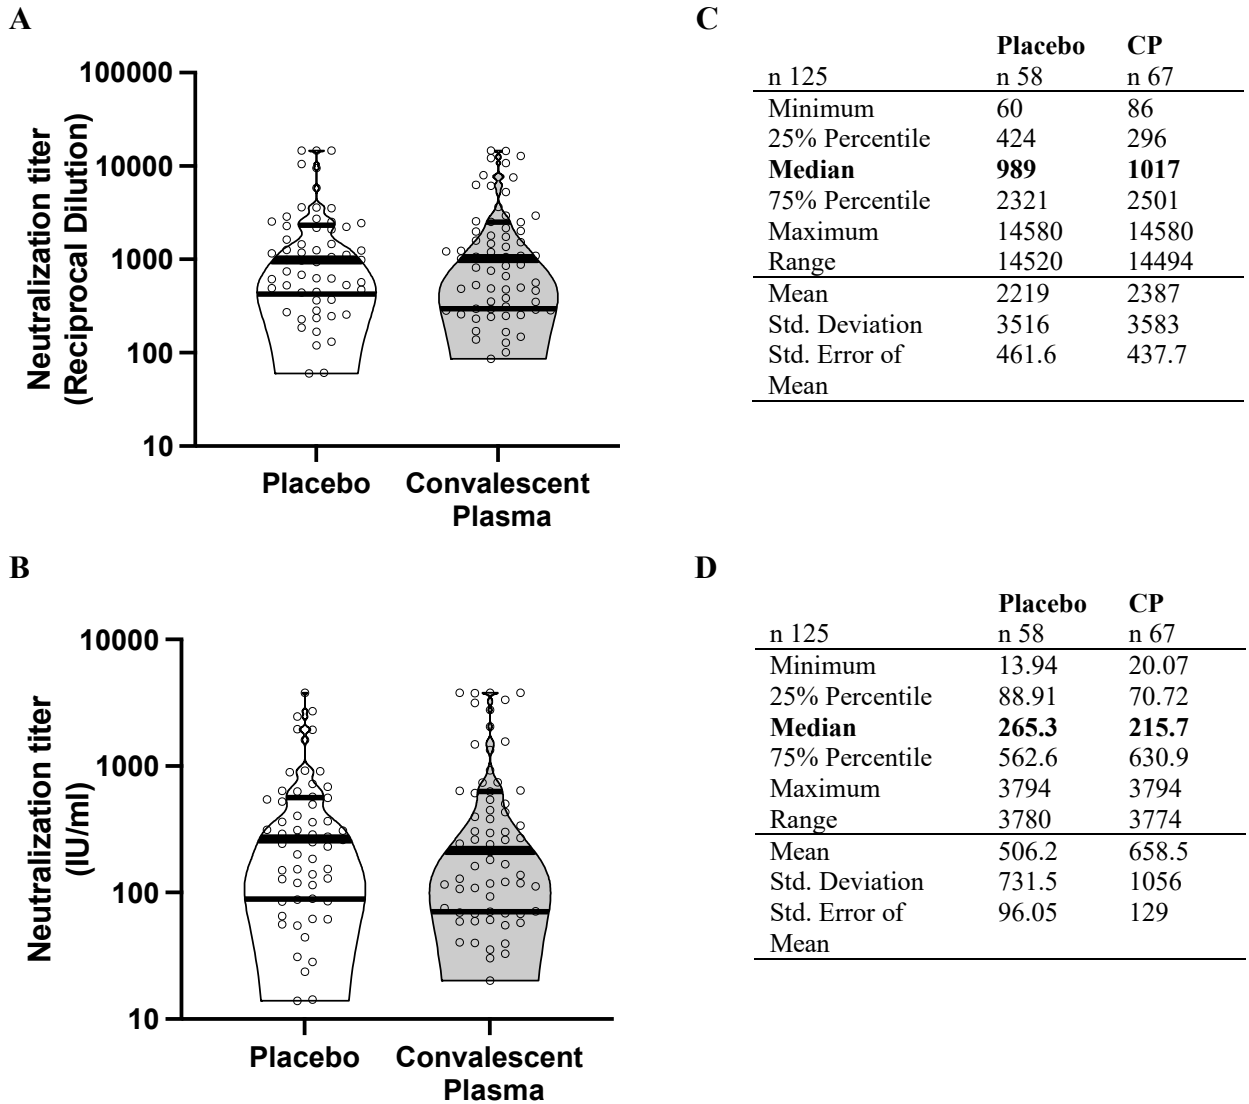 A
100000
10000
1000
100
10
Neutralization titer
(Reciprocal Dilution)
Placebo
Convalescent
Plasma
C
Placebo CP
n 125 n 58 n 67
Minimum 60 86
25% Percentile 424 296
Median 989 1017
75% Percentile 2321 2501
Maximum 14580 14580
Range 14520 14494
Mean 2219 2387
Std. Deviation 3516 3583
Std. Error of 461.6 437.7
Mean
B
10000
1000
100
10
Neutralization titer
(IU/ml)
Placebo
Convalescent
Plasma
D
Placebo CP
n 125 n 58 n 67
Minimum 13.94 20.07
25% Percentile 88.91 70.72
Median 265.3 215.7
75% Percentile 562.6 630.9
Maximum 3794 3794
Range 3780 3774
Mean 506.2 658.5
Std. Deviation 731.5 1056
Std. Error of 96.05 129
Mean